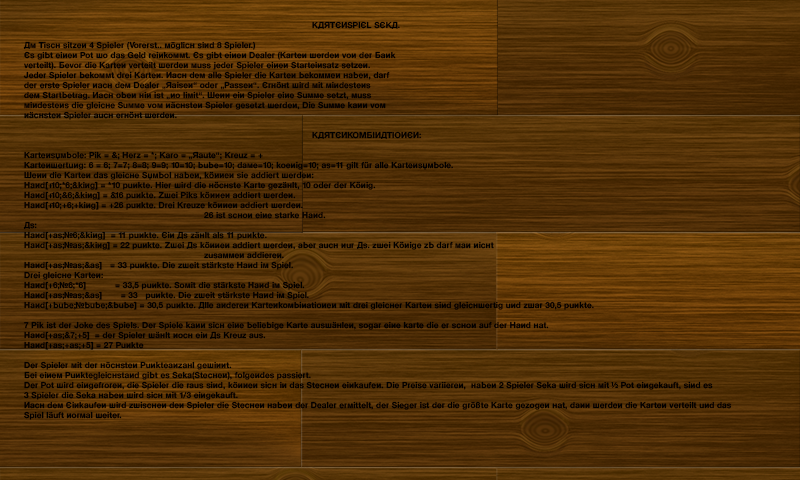 KARTENSPIEL SEKA.
Am Tisch sitzen 4 Spieler (Vorerst.. möglich sind 8 Spieler.)
Es gibt einen Pot wo das Geld reinkommt. Es gibt einen Dealer (Karten werden von der Bank
verteilt). Bevor die Karten verteilt werden muss jeder Spieler einen Starteinsatz setzen.
Jeder Spieler bekommt drei Karten. Nach dem alle Spieler die Karten bekommen haben, darf
der erste Spieler nach dem Dealer „Raisen“ oder „Passen“. Erhöht wird mit mindestens
dem Startbetrag. Nach oben hin ist „no limit“. Wenn ein Spieler eine Summe setzt, muss
mindestens die gleiche Summe vom nächsten Spieler gesetzt werden, Die Summe kann vom
nächsten Spieler auch erhöht werden.
KARTENKOMBINATIONEN:
Kartensymbole: Pik = &; Herz = *; Karo = „Raute“; Kreuz = +
Kartenwertung: 6 = 6; 7=7; 8=8; 9=9; 10=10; bube=10; dame=10; koenig=10; as=11 gilt für alle Kartensymbole.
Wenn die Karten das gleiche Symbol haben, können sie addiert werden:
Hand[r10;*6;&king] = *10 punkte. Hier wird die höchste Karte gezählt, 10 oder der König.
Hand[r10;&6;&king] = &16 punkte. Zwei Piks können addiert werden.
Hand[r10;+6;+king] = +26 punkte. Drei Kreuze können addiert werden.
26 ist schon eine starke Hand.
As:
Hand[+as;№6;&king] = 11 punkte. Ein As zählt als 11 punkte.
Hand[+as;№as;&king] = 22 punkte. Zwei As können addiert werden, aber auch nur As. zwei Könige zb darf man nicht
zusammen addieren.
Hand[+as;№as;&as] = 33 punkte. Die zweit stärkste Hand im Spiel.
Drei gleiche Karten:
Hand[+6;№6;*6] = 33,5 punkte. Somit die stärkste Hand im Spiel.
Hand[+as;№as;&as] = 33 punkte. Die zweit stärkste Hand im Spiel.
Hand[+bube;№bube;&bube] = 30,5 punkte. Alle anderen Kartenkombinationen mit drei gleicher Karten sind gleichwertig und zwar 30,5 punkte.
7 Pik ist der Joke des Spiels. Der Spiele kann sich eine beliebige Karte auswählen, sogar eine karte die er schon auf der Hand hat.
Hand[+as;&7;+5] = der Spieler wählt noch ein As Kreuz aus.
Hand[+as;+as;+5] = 27 Punkte
Der Spieler mit der höchsten Punkteanzahl gewinnt.
Bei einem Punktegleichstand gibt es Seka(Stechen), folgendes passiert.
Der Pot wird eingefroren, die Spieler die raus sind, können sich in das Stechen einkaufen. Die Preise variieren, haben 2 Spieler Seka wird sich mit ½ Pot eingekauft, sind es
3 Spieler die Seka haben wird sich mit 1/3 eingekauft.
Nach dem Einkaufen wird zwischen den Spieler die Stechen haben der Dealer ermittelt, der Sieger ist der die größte Karte gezogen hat, dann werden die Karten verteilt und das
Spiel läuft normal weiter.